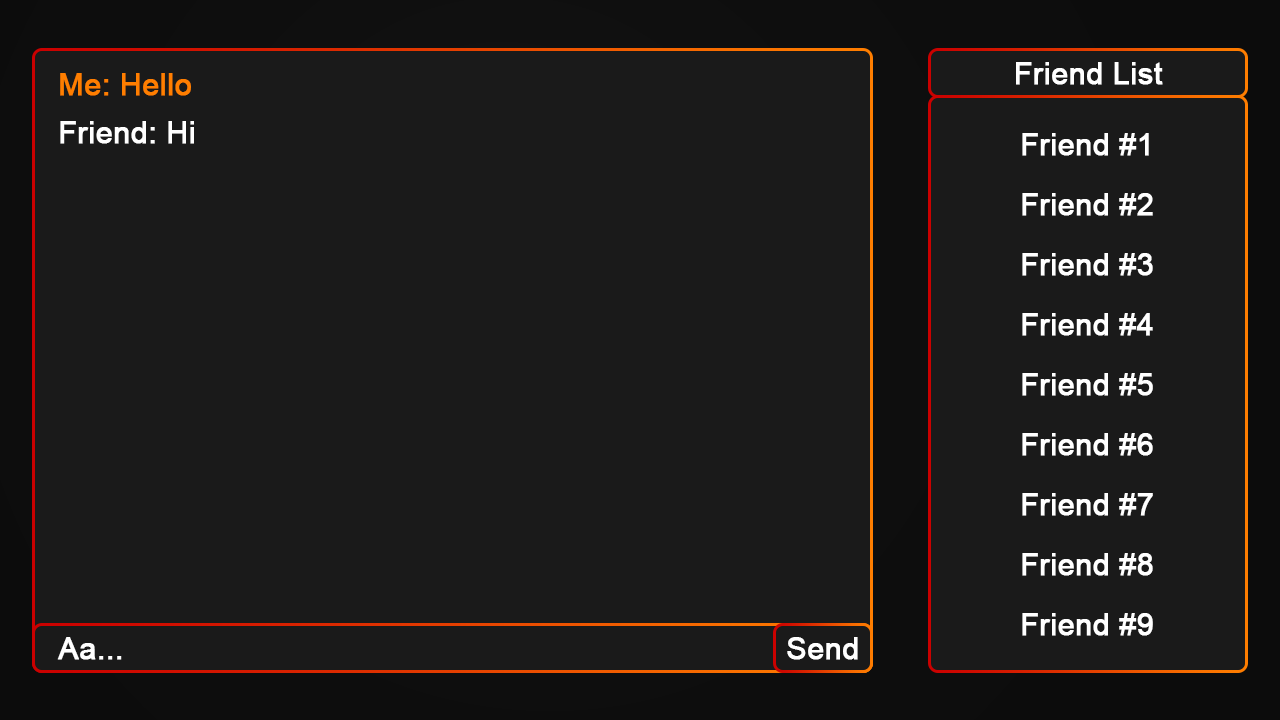 Me: Hello
Friend: Hi
Aa...
Send
Friend List
Friend #1
Friend #2
Friend #3
Friend #4
Friend #5
Friend #6
Friend #7
Friend #8
Friend #9